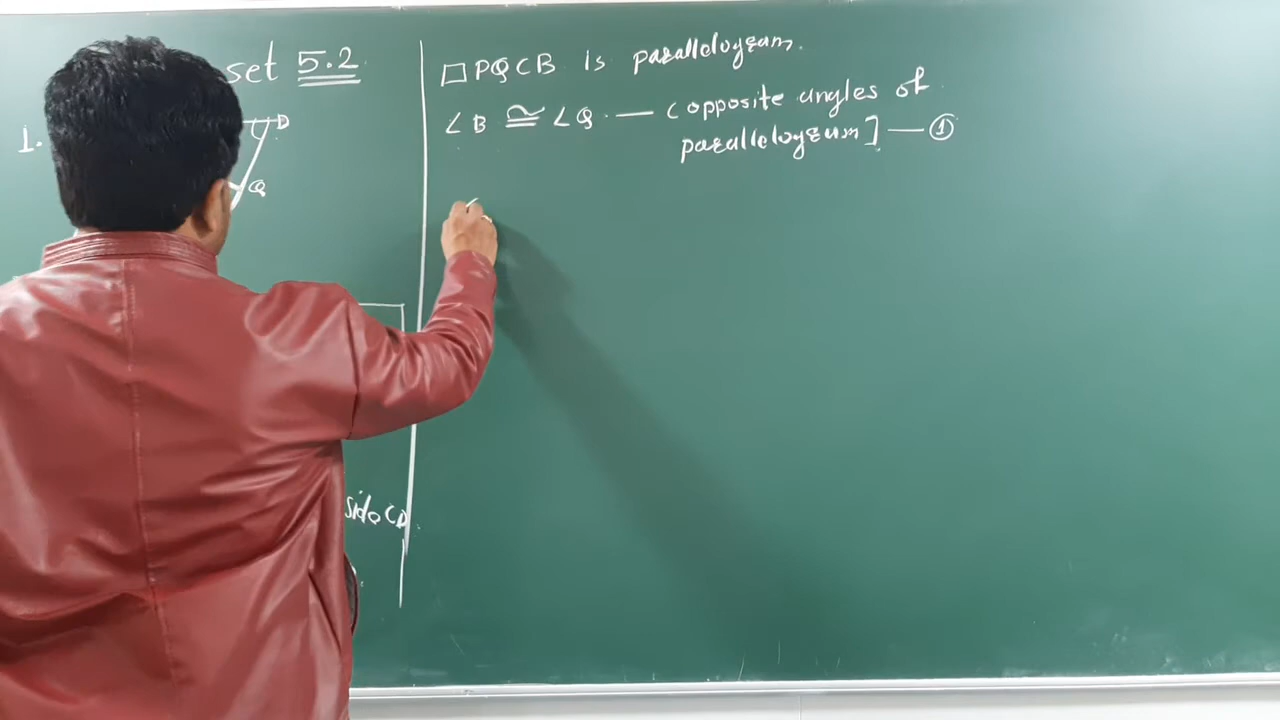 set 5.2
1.
D
Q
side CD
□ PQCB is parallelogram.
∠B ≅ ∠Q. — (opposite angles of
parallelogram] — ①